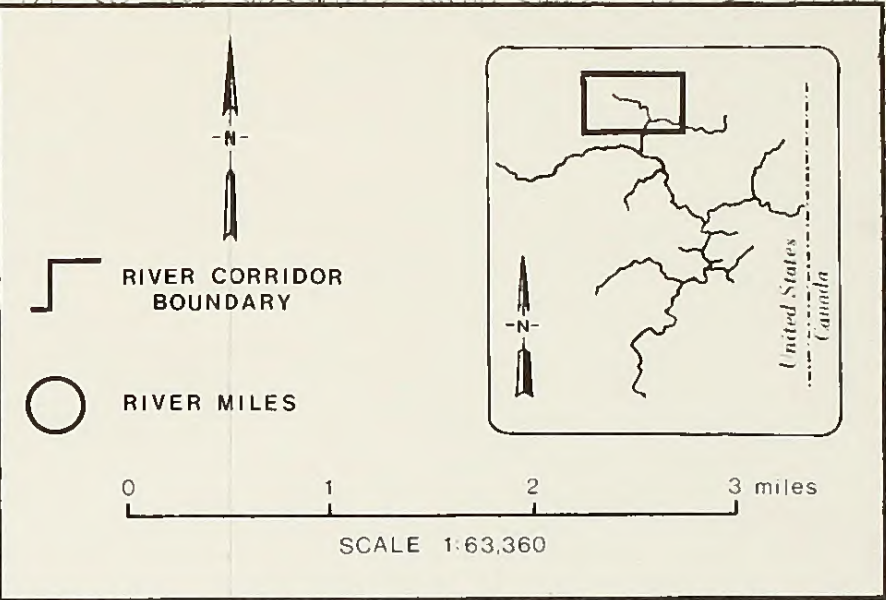 -N-
RIVER CORRIDOR
BOUNDARY
RIVER MILES
-N-
United States
Canada
0 1 2 3 miles
SCALE 1:63,360